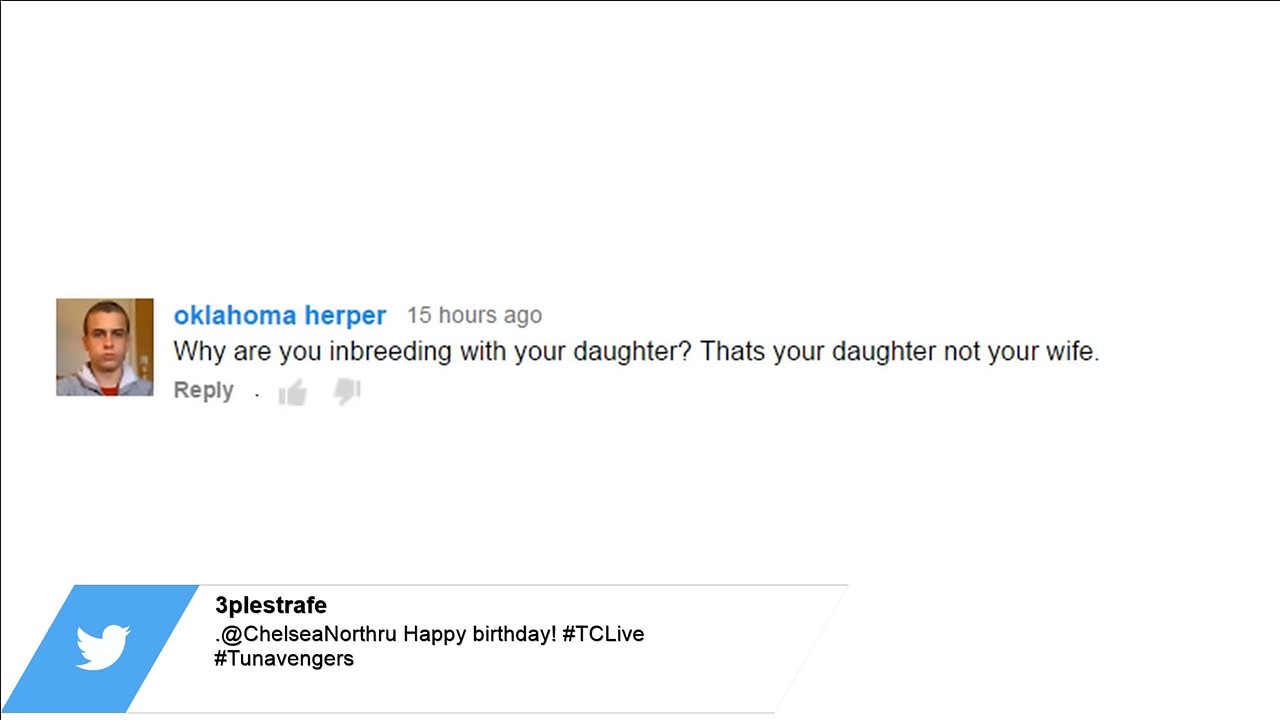 oklahoma herper 15 hours ago
Why are you inbreeding with your daughter? Thats your daughter not your wife.
Reply .
3plestrafe
.@ChelseaNorthru Happy birthday! #TCLive
#Tunavengers